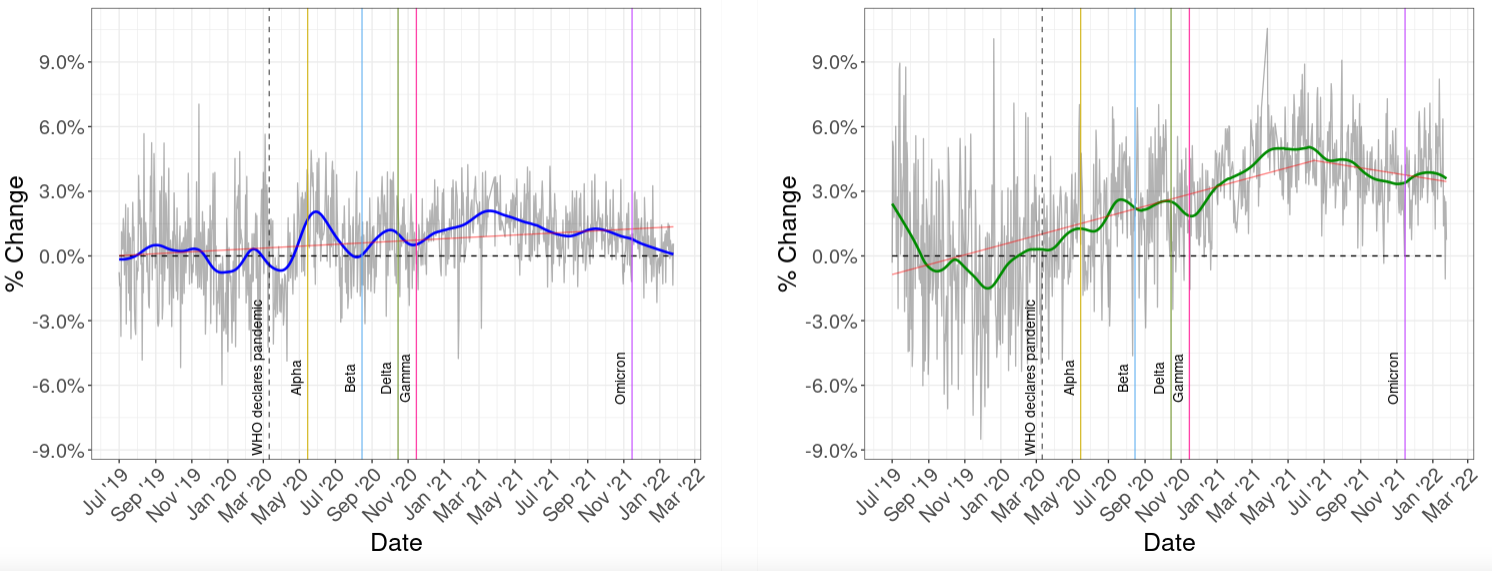 % Change
9.0%
6.0%
3.0%
0.0%
-3.0%
-6.0%
-9.0%
WHO declares pandemic
Alpha
Beta
Delta
Gamma
Omicron
Jul '19
Sep '19
Nov '19
Jan '20
Mar '20
May '20
Jul '20
Sep '20
Nov '20
Jan '21
Mar '21
May '21
Jul '21
Sep '21
Nov '21
Jan '22
Mar '22
Date
% Change
9.0%
6.0%
3.0%
0.0%
-3.0%
-6.0%
-9.0%
WHO declares pandemic
Alpha
Beta
Delta
Gamma
Omicron
Jul '19
Sep '19
Nov '19
Jan '20
Mar '20
May '20
Jul '20
Sep '20
Nov '20
Jan '21
Mar '21
May '21
Jul '21
Sep '21
Nov '21
Jan '22
Mar '22
Date